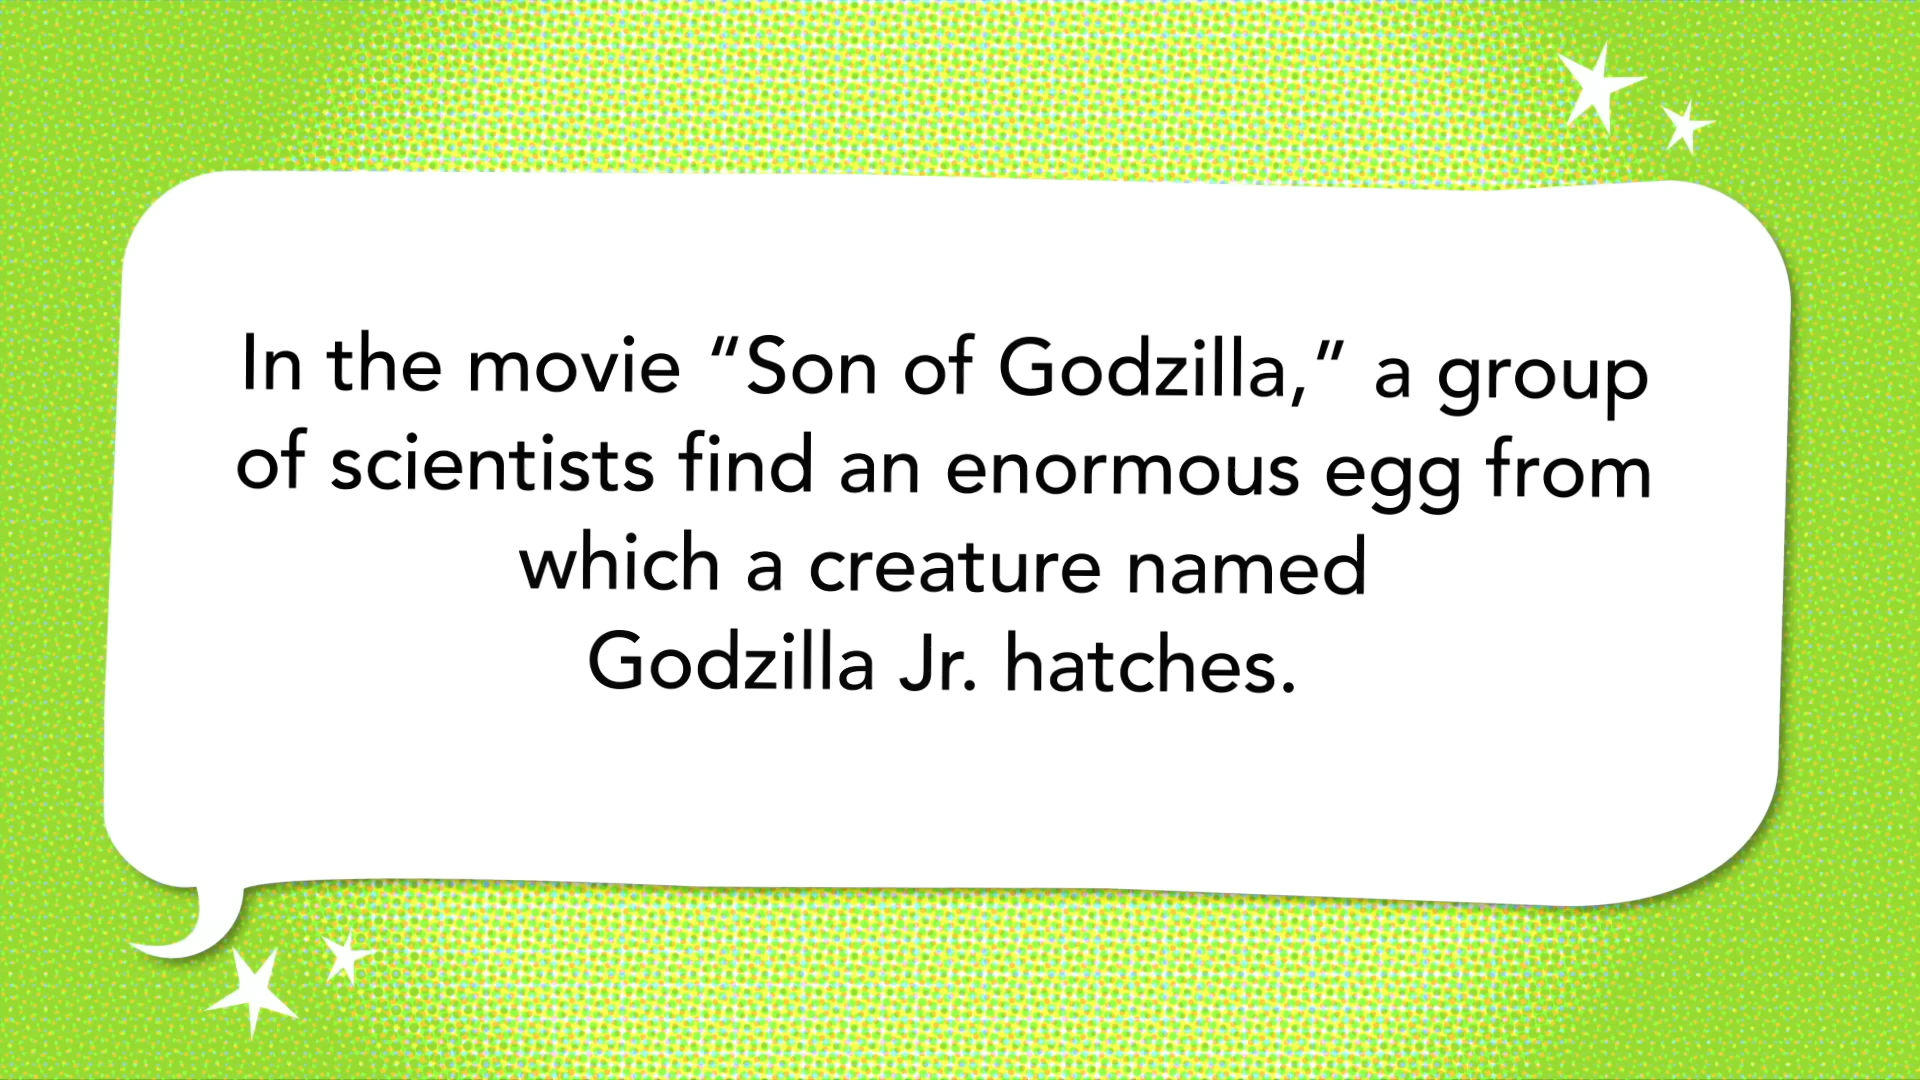 In the movie “Son of Godzilla,” a group
of scientists find an enormous egg from
which a creature named
Godzilla Jr. hatches.